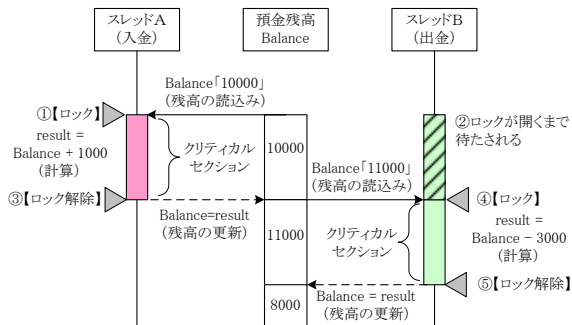 スレッドA
（入金）
預金残高
Balance
スレッドB
（出金）
Balance「10000」
（残高の読込み）
①【ロック】
result =
Balance + 1000
（計算）
クリティカル
セクション
10000
②ロックが開くまで
待たされる
Balance「11000」
（残高の読込み）
③【ロック解除】
Balance=result
（残高の更新）
④【ロック】
result =
Balance − 3000
（計算）
11000
クリティカル
セクション
⑤【ロック解除】
Balance = result
（残高の更新）
8000